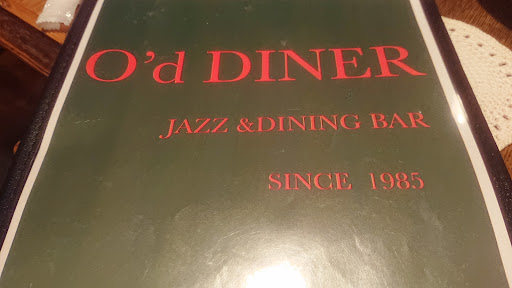 O'd DINER
JAZZ &DINING BAR
SINCE 1985